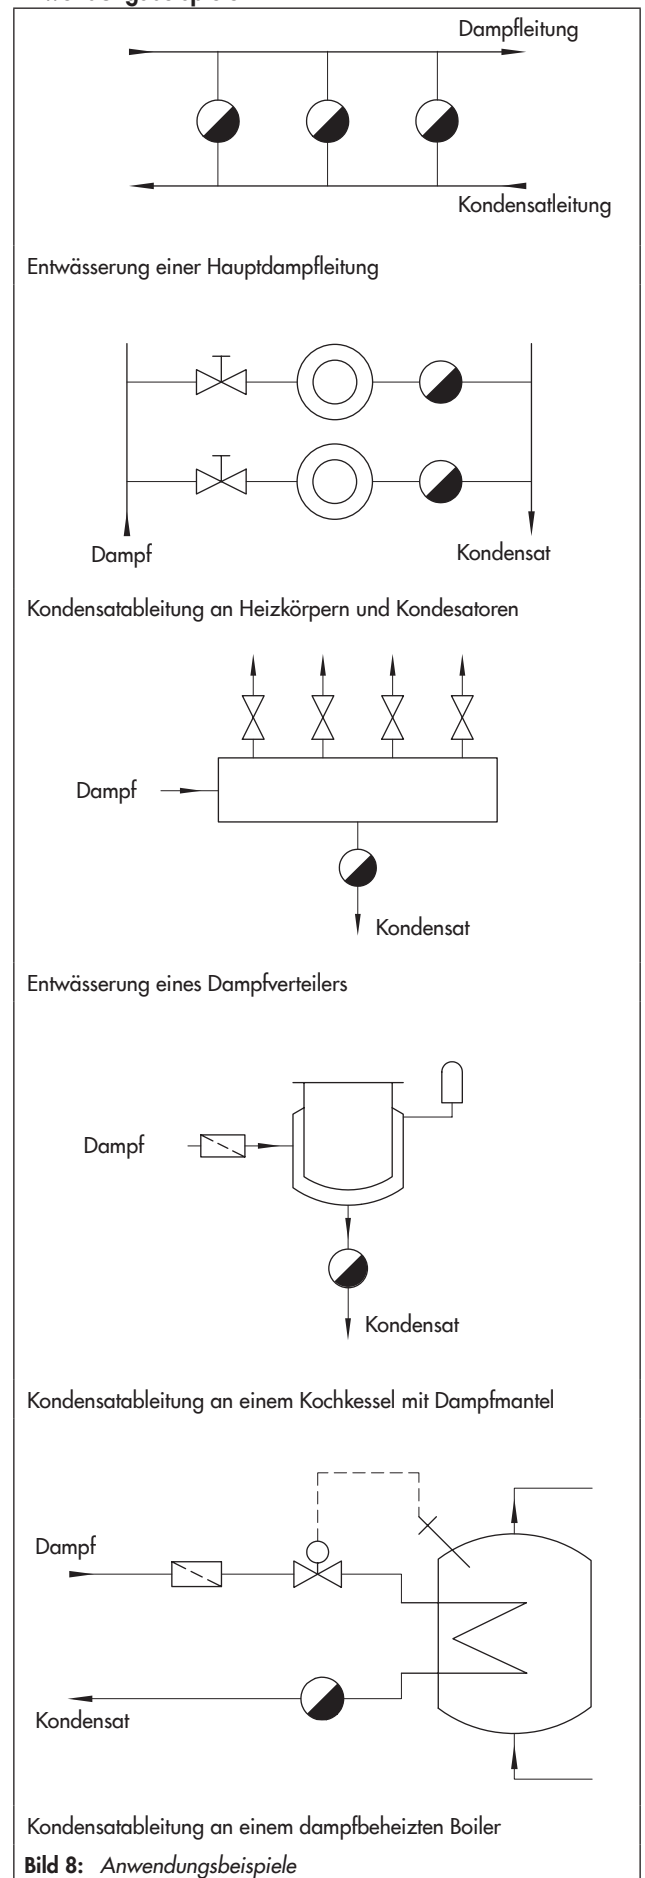 Dampfleitung
Kondensatleitung
Entwässerung einer Hauptdampfleitung
Dampf
Kondensat
Kondensatableitung an Heizkörpern und Kondesatoren
Dampf
Kondensat
Entwässerung eines Dampfverteilers
Dampf
Kondensat
Kondensatableitung an einem Kochkessel mit Dampfmantel
Dampf
Kondensat
Kondensatableitung an einem dampfbeheizten Boiler
Bild 8: Anwendungsbeispiele